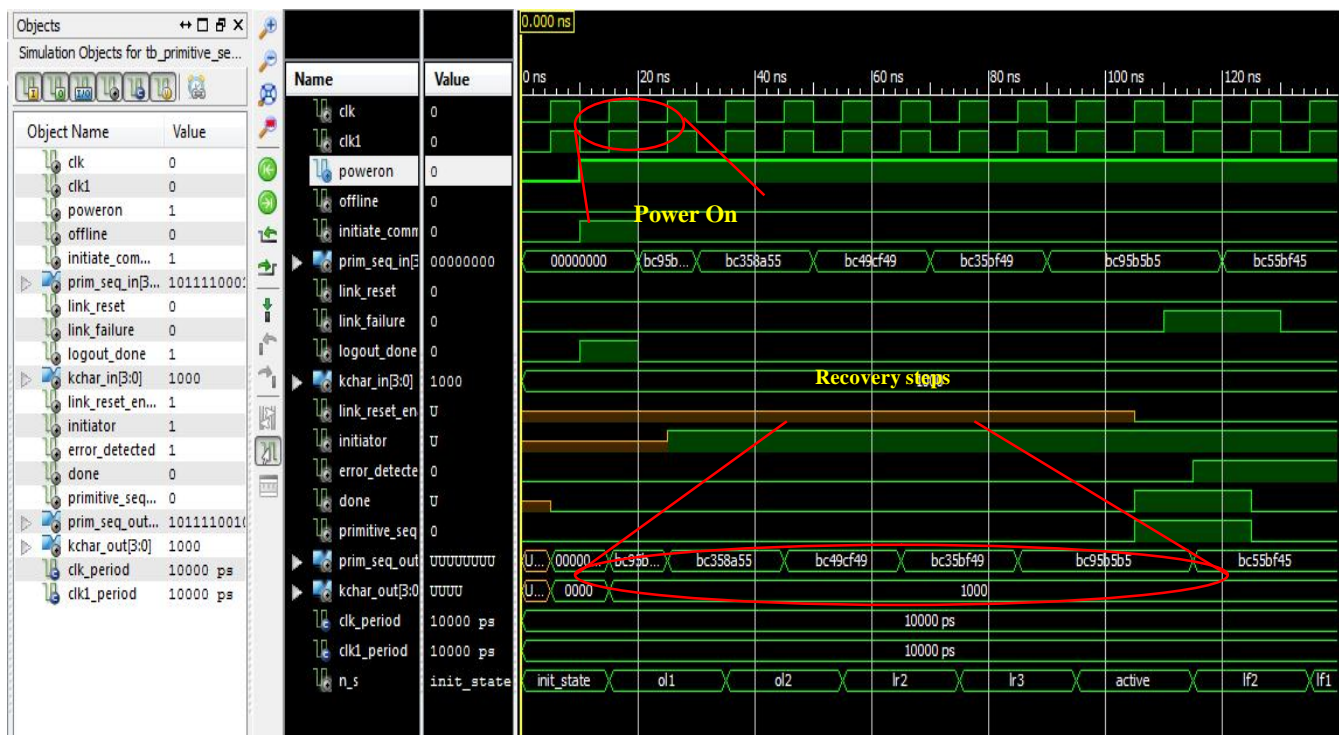 Objects
Simulation Objects for tb_primitive_se...
Object Name Value
clk 0
clk1 0
poweron 1
offline 0
initiate_com... 1
prim_seq_in[3... 101111000:
link_reset 0
link_failure 0
logout_done 1
kchar_in[3:0] 1000
link_reset_en... 1
initiator 1
error_detected 1
done 0
primitive_seq... 0
prim_seq_out... 101111001(
kchar_out[3:0] 1000
clk_period 10000 ps
clk1_period 10000 ps
0.000 ns
Name Value 0 ns 20 ns 40 ns 60 ns 80 ns 100 ns 120 ns
clk 0
clk1 0
poweron 0
offline 0
Power On
initiate_comm 0
prim_seq_in[3 00000000 00000000 bc95b... bc358a55 bc49cf49 bc35bf49 bc95b5b5 bc55bf45
link_reset 0
link_failure 0
logout_done 0
kchar_in[3:0] 1000 1000
Recovery steps
link_reset_en U
initiator U
error_detecte 0
done U
primitive_seq 0
prim_seq_out UUUUUUUU U... 00000... bc95b... bc358a55 bc49cf49 bc35bf49 bc95b5b5 bc55bf45
kchar_out[3:0 UUUU U... 0000 1000
clk_period 10000 ps 10000 ps
clk1_period 10000 ps 10000 ps
n_s init_state init_state ol1 ol2 lr2 lr3 active lf2 lf1